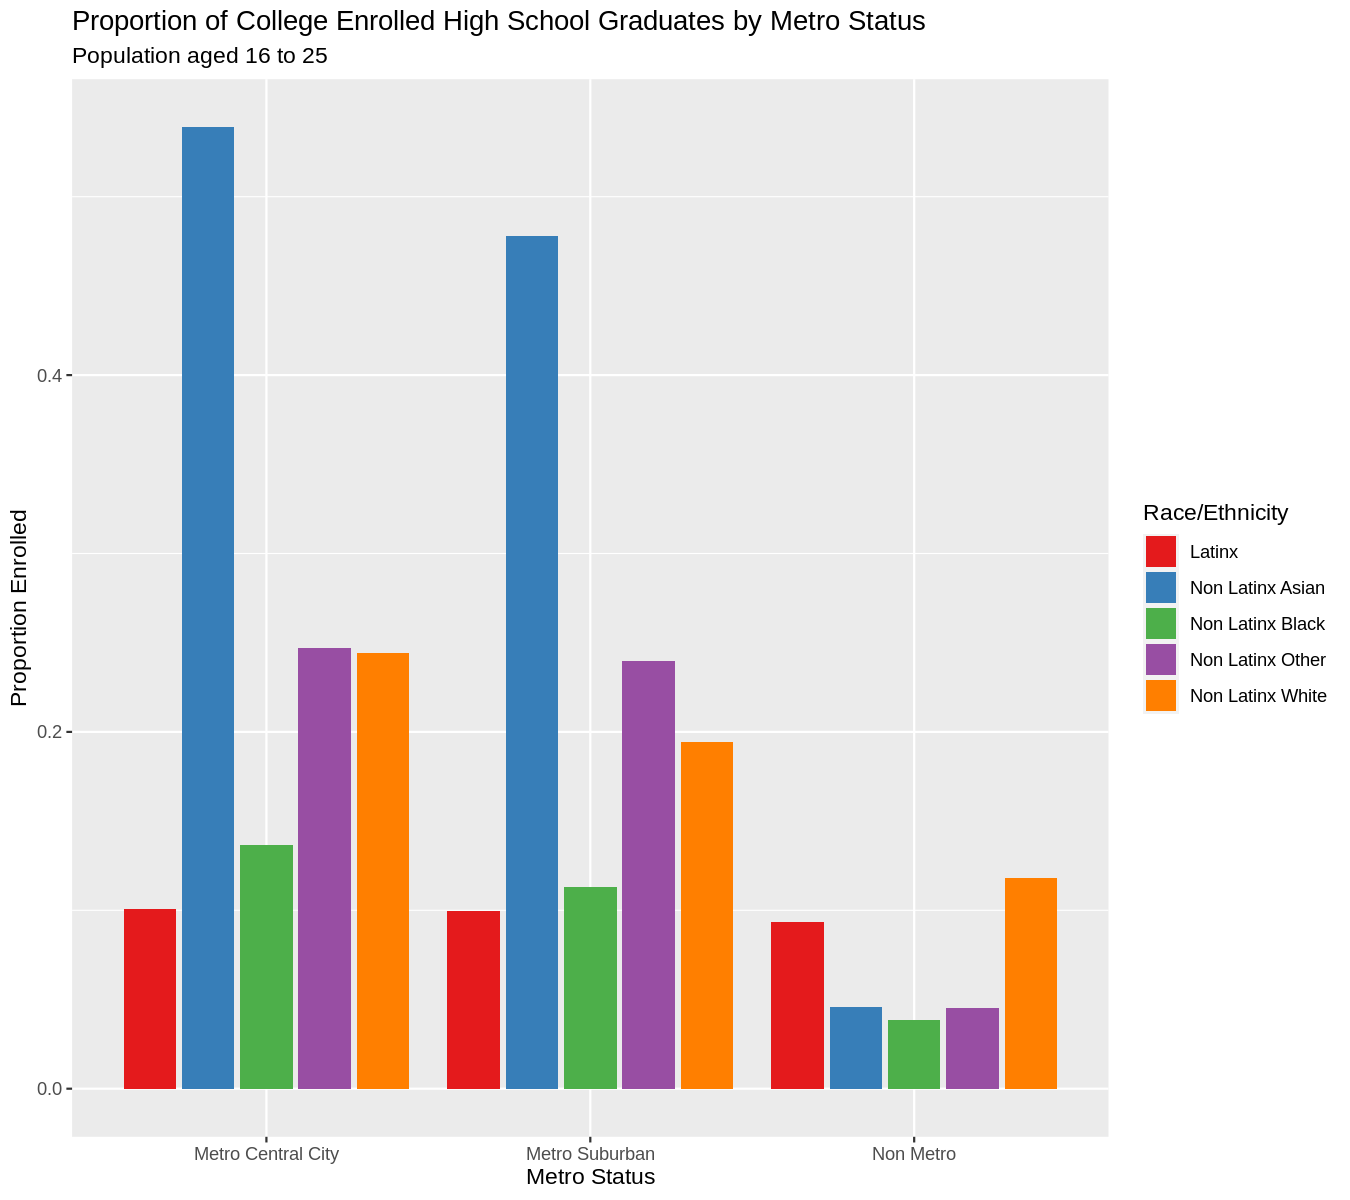 Proportion of College Enrolled High School Graduates by Metro Status
Population aged 16 to 25
Proportion Enrolled
0.4
0.2
0.0
Metro Central City
Metro Suburban
Non Metro
Metro Status
Race/Ethnicity
Latinx
Non Latinx Asian
Non Latinx Black
Non Latinx Other
Non Latinx White